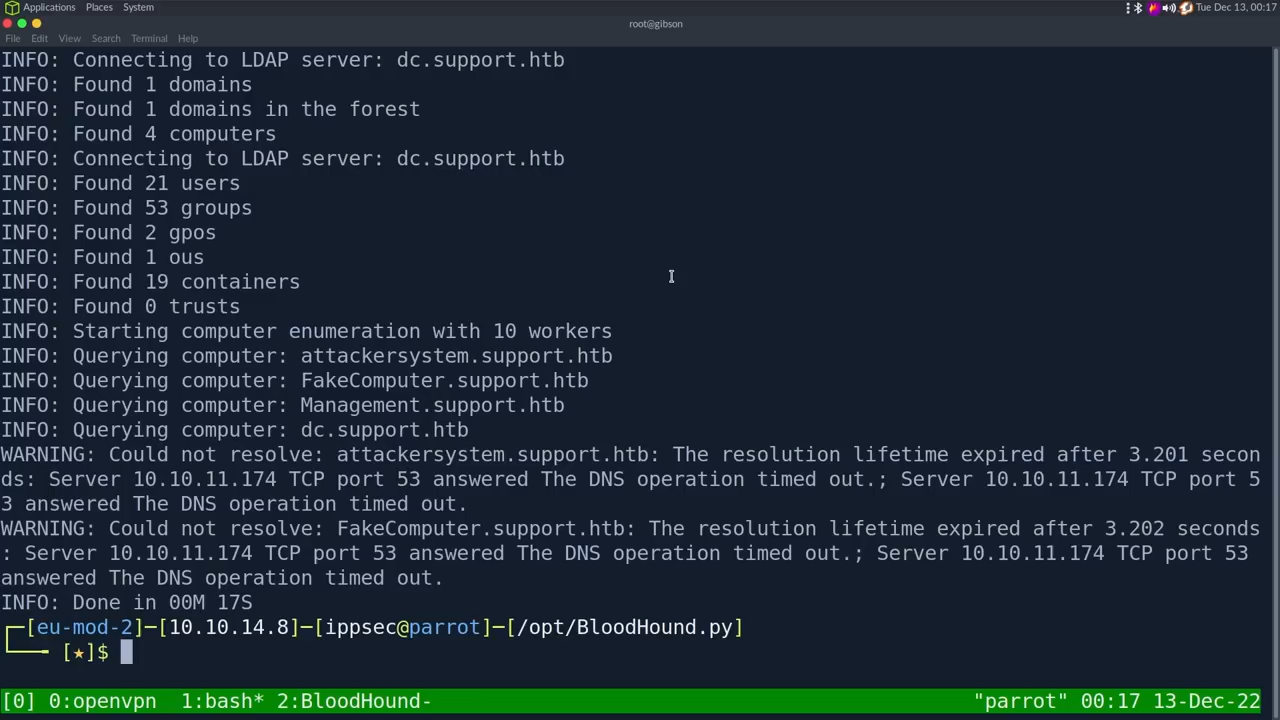 Applications Places System Tue Dec 13, 00:17
root@gibson
File Edit View Search Terminal Help
INFO: Connecting to LDAP server: dc.support.htb
INFO: Found 1 domains
INFO: Found 1 domains in the forest
INFO: Found 4 computers
INFO: Connecting to LDAP server: dc.support.htb
INFO: Found 21 users
INFO: Found 53 groups
INFO: Found 2 gpos
INFO: Found 1 ous
INFO: Found 19 containers
INFO: Found 0 trusts
INFO: Starting computer enumeration with 10 workers
INFO: Querying computer: attackersystem.support.htb
INFO: Querying computer: FakeComputer.support.htb
INFO: Querying computer: Management.support.htb
INFO: Querying computer: dc.support.htb
WARNING: Could not resolve: attackersystem.support.htb: The resolution lifetime expired after 3.201 secon
ds: Server 10.10.11.174 TCP port 53 answered The DNS operation timed out.; Server 10.10.11.174 TCP port 5
3 answered The DNS operation timed out.
WARNING: Could not resolve: FakeComputer.support.htb: The resolution lifetime expired after 3.202 seconds
: Server 10.10.11.174 TCP port 53 answered The DNS operation timed out.; Server 10.10.11.174 TCP port 53
answered The DNS operation timed out.
INFO: Done in 00M 17S
┌─[eu-mod-2]─[10.10.14.8]─[ippsec@parrot]─[/opt/BloodHound.py]
└──╼ [★]$
[0] 0:openvpn 1:bash* 2:BloodHound- "parrot" 00:17 13-Dec-22